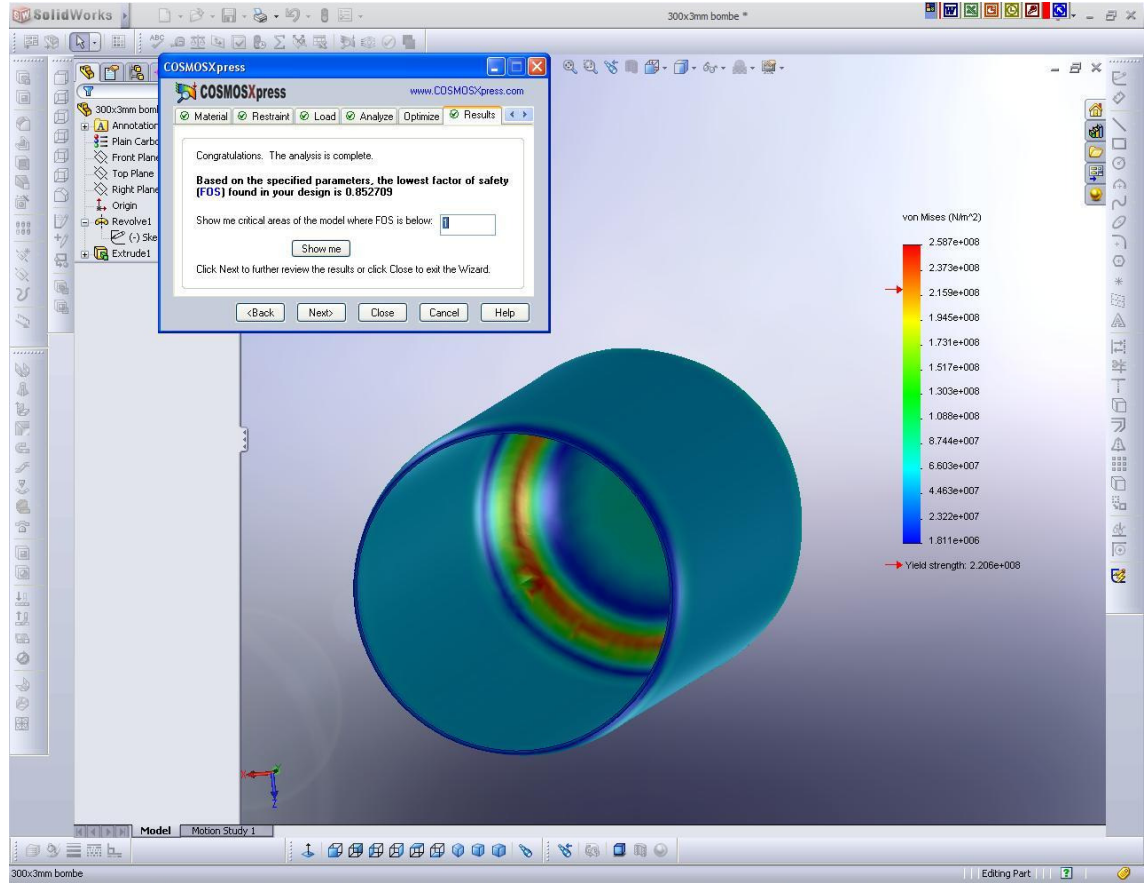 SolidWorks
300x3mm bombe *
COSMOSXpress
COSMOSXpress
www.COSMOSXpress.com
Material
Restraint
Load
Analyze
Optimize
Results
Congratulations. The analysis is complete.
Based on the specified parameters, the lowest factor of safety
(FOS) found in your design is 0.852709
Show me critical areas of the model where FOS is below: 1
Show me
Click Next to further review the results or click Close to exit the Wizard.
<Back
Next>
Close
Cancel
Help
300x3mm bom
A Annotation
Plain Carbo
Front Plane
Top Plane
Right Plane
Origin
Revolve1
(-) Ske
Extrude1
von Mises (N/m^2)
2.587e+008
2.373e+008
2.159e+008
1.945e+008
1.731e+008
1.517e+008
1.303e+008
1.088e+008
8.744e+007
6.603e+007
4.463e+007
2.322e+007
1.811e+006
Yield strength: 2.206e+008
X
Z
Model
Motion Study 1
300x3mm bombe
Editing Part